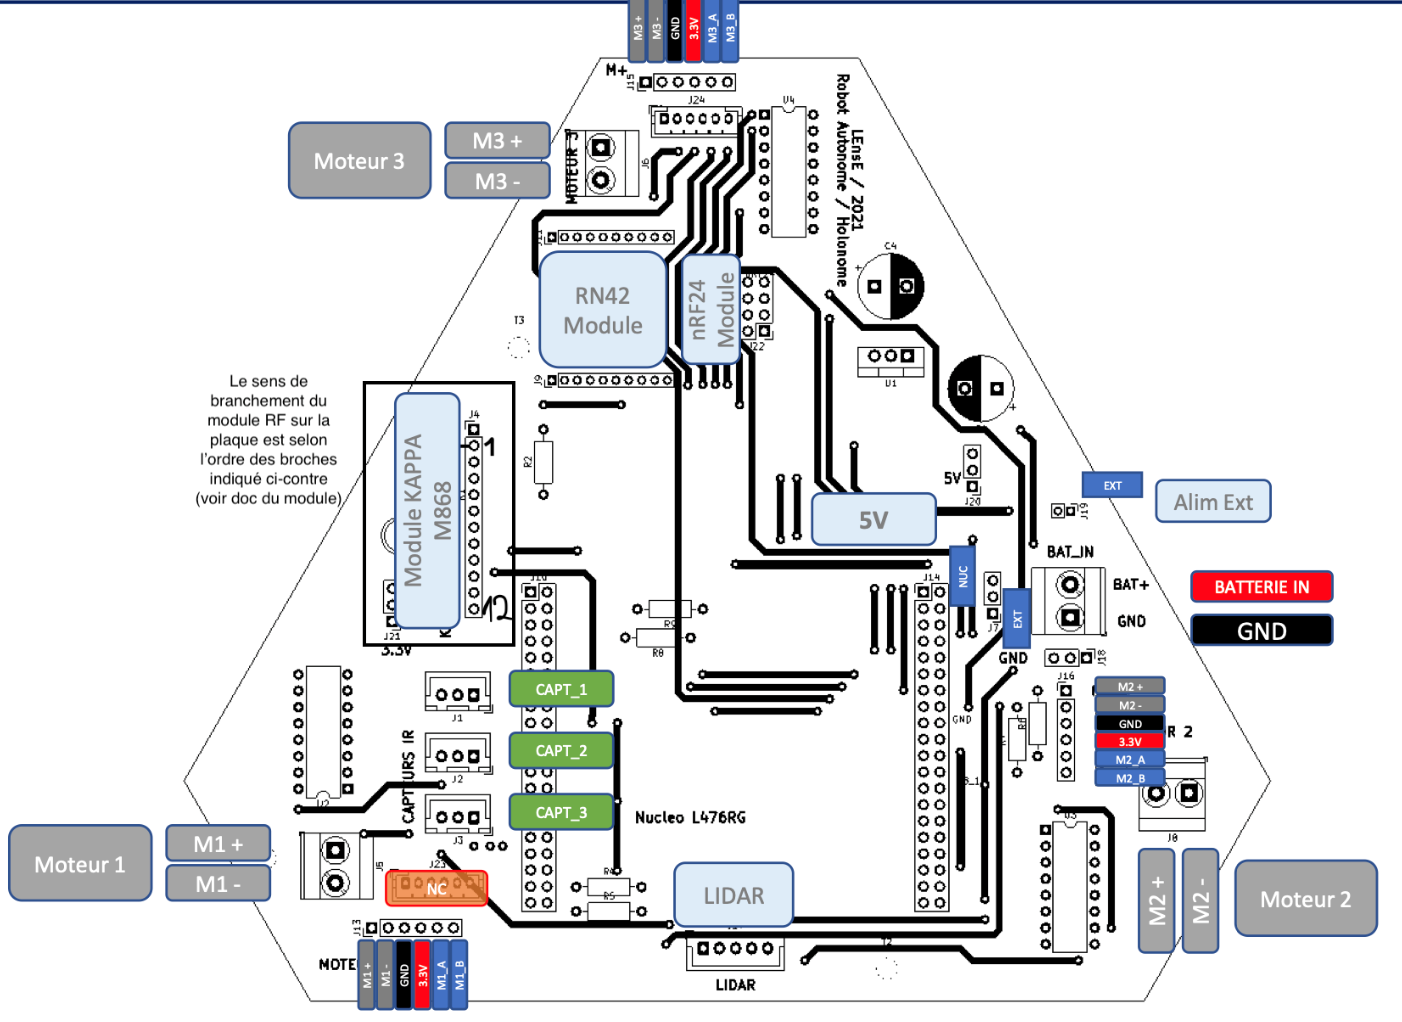 M3 +
M3 -
GND
3.3V
M3_A
M3_B
M+
J15
J24
U4
Robot Autonome / Holonome
LEnsE / 2021
Moteur 3
M3 +
M3 -
MOTEUR 3
J6
C4
+
RN42
Module
nRF24
Module
J22
T3
J9
U1
+
Le sens de
branchement du
module RF sur la
plaque est selon
l'ordre des broches
indiqué ci-contre
(voir doc du module)
J4
1
Module KAPPA
M868
12
R2
J21
3.3V
5V
J20
5V
EXT
Alim Ext
J19
BAT_IN
BAT+
GND
BATTERIE IN
GND
NUC
J14
J7
EXT
GND
J18
J16
R9
R8
CAPT_1
CAPT_2
CAPT_3
J1
J2
J3
CAPTEURS IR
U2
GND
M2 +
M2 -
GND
3.3V
M2_A
M2_B
R 2
Nucleo L476RG
U3
Moteur 1
M1 +
M1 -
J5
J23
NC
R4
R5
LIDAR
LIDAR
T2
M2 +
M2 -
Moteur 2
J13
MOTE
M1 +
M1 -
GND
3.3V
M1_A
M1_B